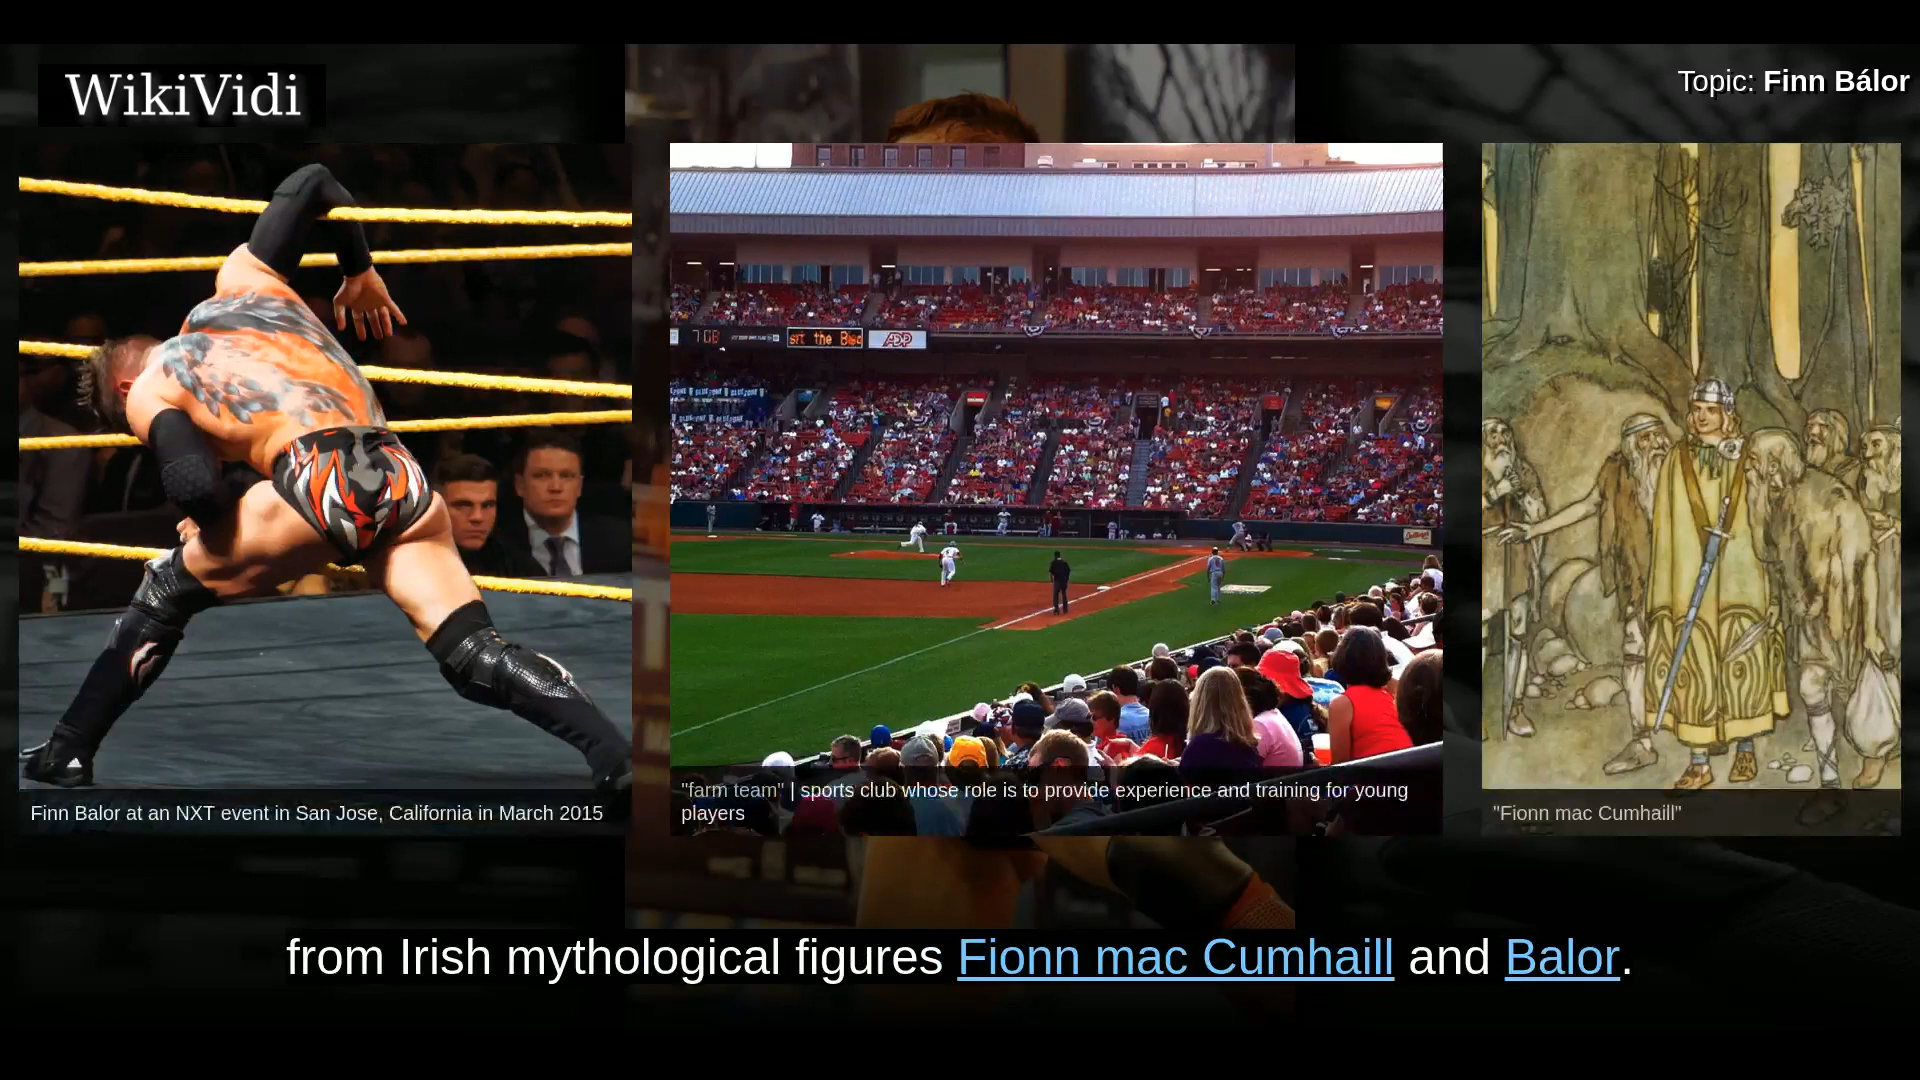 WikiVidi
Topic: Finn Bálor
ADP
Finn Balor at an NXT event in San Jose, California in March 2015
"farm team" | sports club whose role is to provide experience and training for young
players
"Fionn mac Cumhaill"
from Irish mythological figures Fionn mac Cumhaill and Balor.